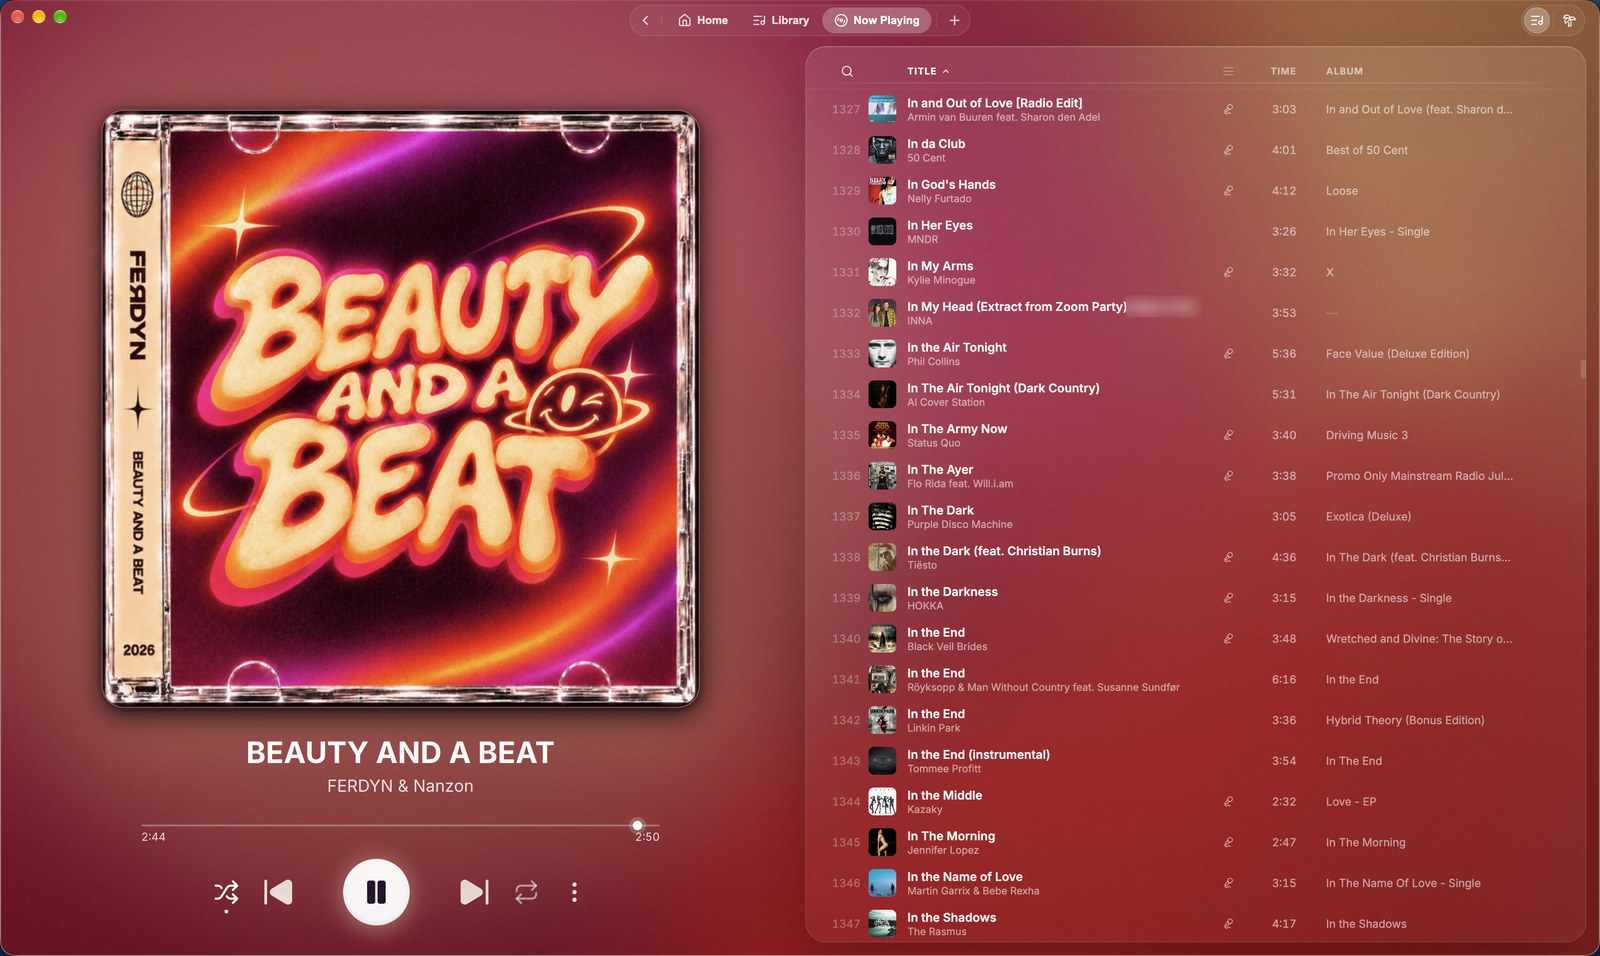 Home
Library
Now Playing
FERDYN
BEAUTY AND A BEAT
2026
BEAUTY
AND A
BEAT
BEAUTY AND A BEAT
FERDYN & Nanzon
2:44
2:50
TITLE
TIME
ALBUM
1327 In and Out of Love [Radio Edit] 3:03 In and Out of Love (feat. Sharon d...
Armin van Buuren feat. Sharon den Adel
1328 In da Club 4:01 Best of 50 Cent
50 Cent
1329 In God's Hands 4:12 Loose
Nelly Furtado
1330 In Her Eyes 3:26 In Her Eyes - Single
MNDR
1331 In My Arms 3:32 X
Kylie Minogue
1332 In My Head (Extract from Zoom Party) 3:53 —
INNA
1333 In the Air Tonight 5:36 Face Value (Deluxe Edition)
Phil Collins
1334 In The Air Tonight (Dark Country) 5:31 In The Air Tonight (Dark Country)
AI Cover Station
1335 In The Army Now 3:40 Driving Music 3
Status Quo
1336 In The Ayer 3:38 Promo Only Mainstream Radio Jul...
Flo Rida feat. Will.i.am
1337 In The Dark 3:05 Exotica (Deluxe)
Purple Disco Machine
1338 In the Dark (feat. Christian Burns) 4:36 In The Dark (feat. Christian Burns...
Tiësto
1339 In the Darkness 3:15 In the Darkness - Single
HOKKA
1340 In the End 3:48 Wretched and Divine: The Story o...
Black Veil Brides
1341 In the End 6:16 In the End
Röyksopp & Man Without Country feat. Susanne Sundfør
1342 In the End 3:36 Hybrid Theory (Bonus Edition)
Linkin Park
1343 In the End (instrumental) 3:54 In The End
Tommee Profitt
1344 In the Middle 2:32 Love - EP
Kazaky
1345 In The Morning 2:47 In The Morning
Jennifer Lopez
1346 In the Name of Love 3:15 In The Name Of Love - Single
Martin Garrix & Bebe Rexha
1347 In the Shadows 4:17 In the Shadows
The Rasmus